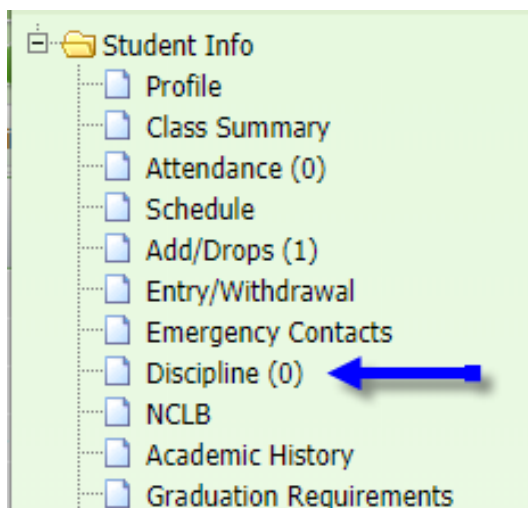 Student Info
Profile
Class Summary
Attendance (0)
Schedule
Add/Drops (1)
Entry/Withdrawal
Emergency Contacts
Discipline (0)
NCLB
Academic History
Graduation Requirements